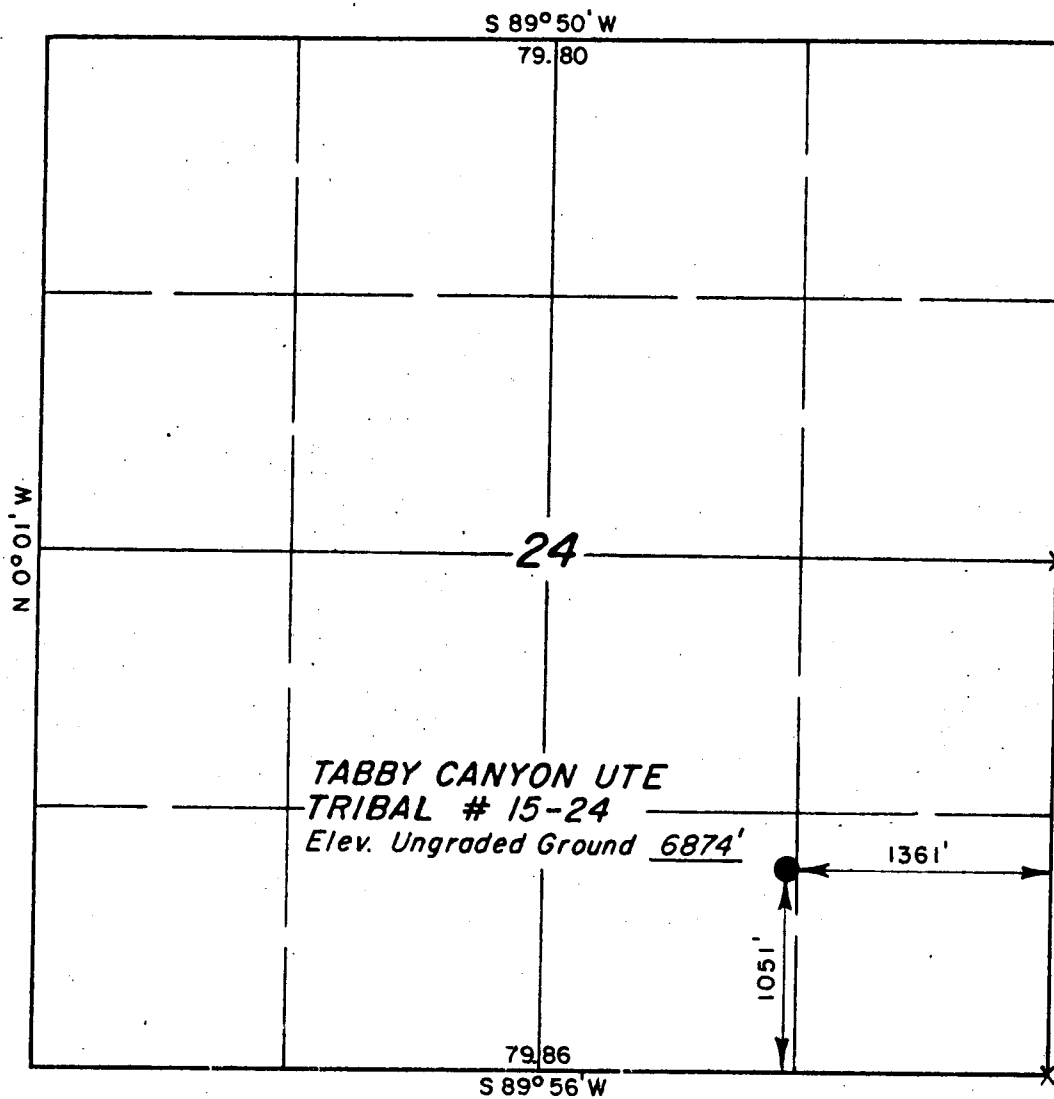 S 89° 50' W
79.80
N 0° 01' W
24
TABBY CANYON UTE
TRIBAL # 15-24
Elev. Ungraded Ground 6874'
1361'
1051'
79.86
S 89° 56' W